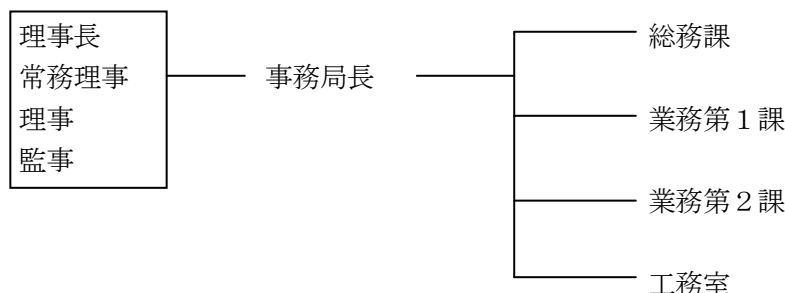 理事長
常務理事
理事
監事
事務局長
総務課
業務第１課
業務第２課
工務室